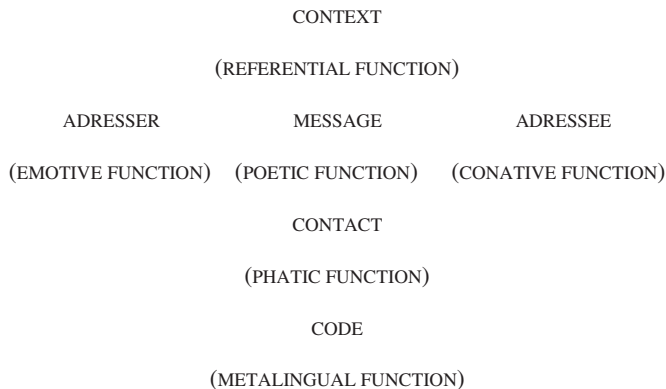 CONTEXT
(REFERENTIAL FUNCTION)
ADRESSER MESSAGE ADRESSEE
(EMOTIVE FUNCTION) (POETIC FUNCTION) (CONATIVE FUNCTION)
CONTACT
(PHATIC FUNCTION)
CODE
(METALINGUAL FUNCTION)